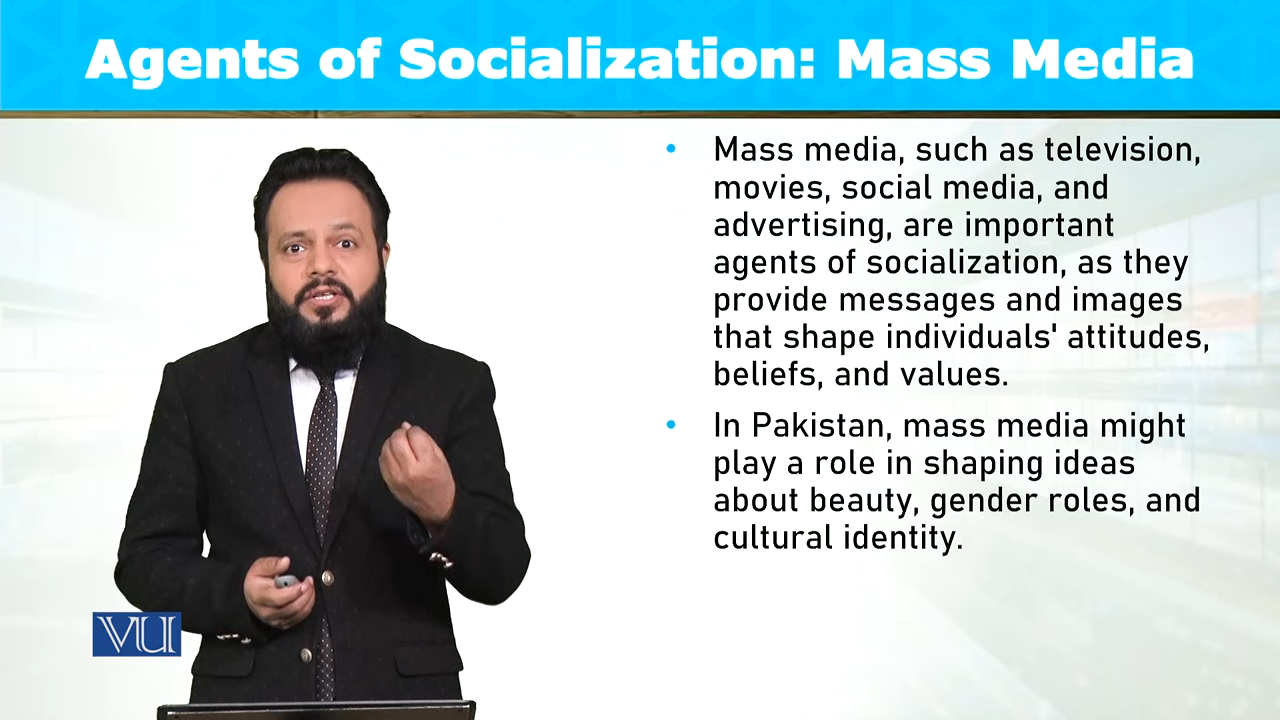 Agents of Socialization: Mass Media
• Mass media, such as television,
movies, social media, and
advertising, are important
agents of socialization, as they
provide messages and images
that shape individuals' attitudes,
beliefs, and values.
• In Pakistan, mass media might
play a role in shaping ideas
about beauty, gender roles, and
cultural identity.
VU